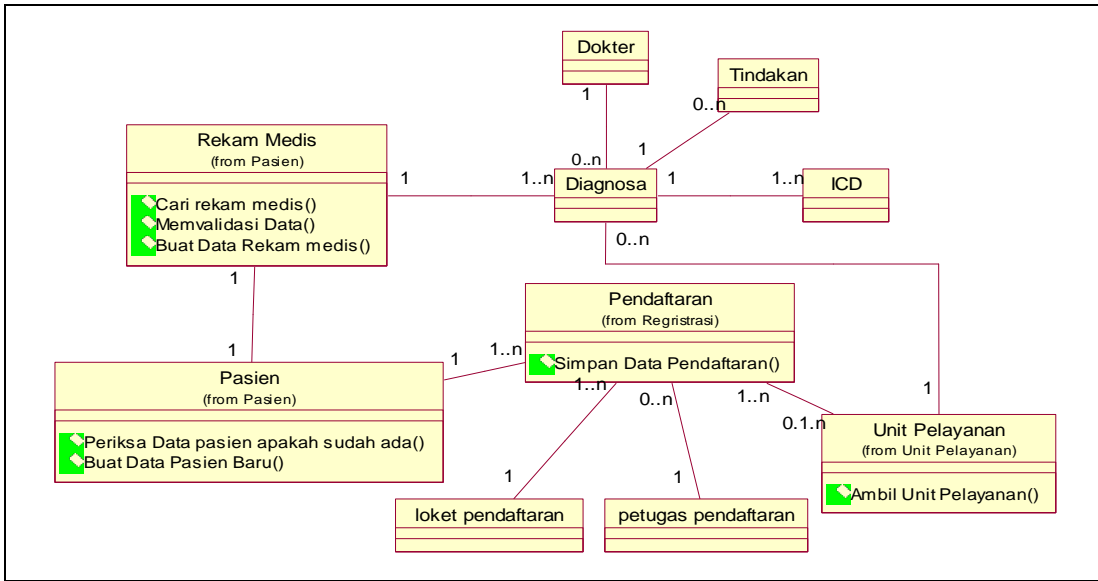 Dokter
1
0..n
Tindakan
0..n
1
Rekam Medis
(from Pasien)
Cari rekam medis()
Memvalidasi Data()
Buat Data Rekam medis()
1
1..n
Diagnosa
1
1..n
ICD
0..n
1
1
1
Pasien
(from Pasien)
Periksa Data pasien apakah sudah ada()
Buat Data Pasien Baru()
1
1..n
Pendaftaran
(from Regristrasi)
Simpan Data Pendaftaran()
1..n
0..n
1..n
0.1.n
1
1
Unit Pelayanan
(from Unit Pelayanan)
Ambil Unit Pelayanan()
1
loket pendaftaran
petugas pendaftaran